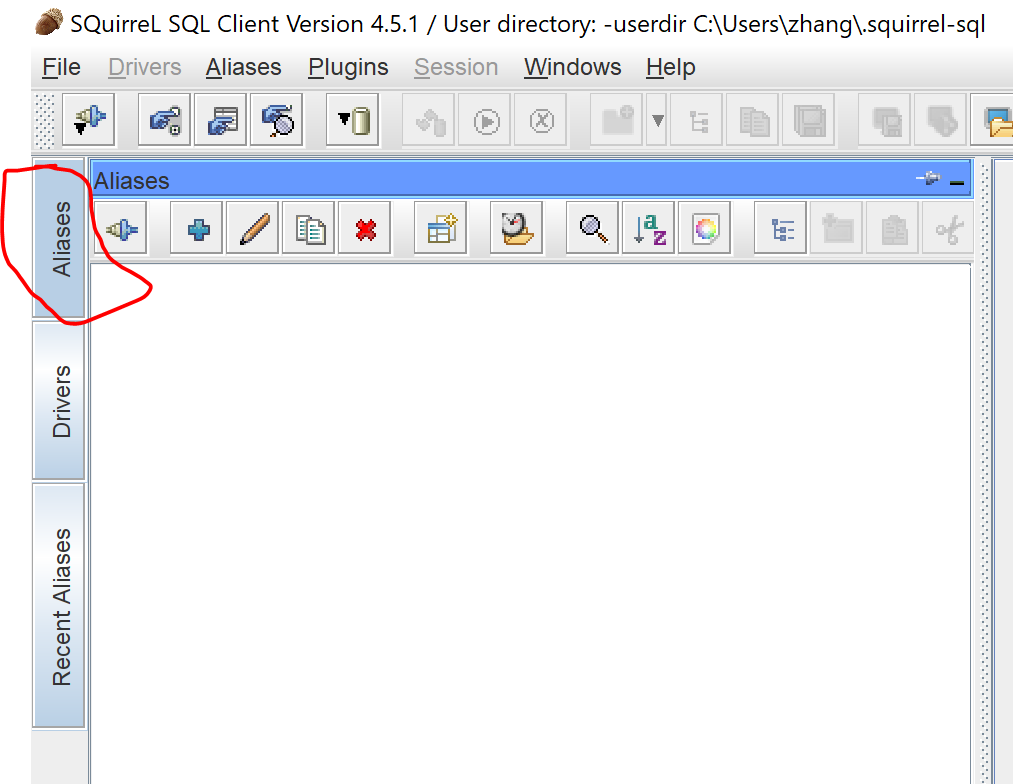 SQuirreL SQL Client Version 4.5.1 / User directory: -userdir C:\Users\zhang\.squirrel-sql
File Drivers Aliases Plugins Session Windows Help
Aliases
Aliases
Drivers
Recent Aliases
a
z